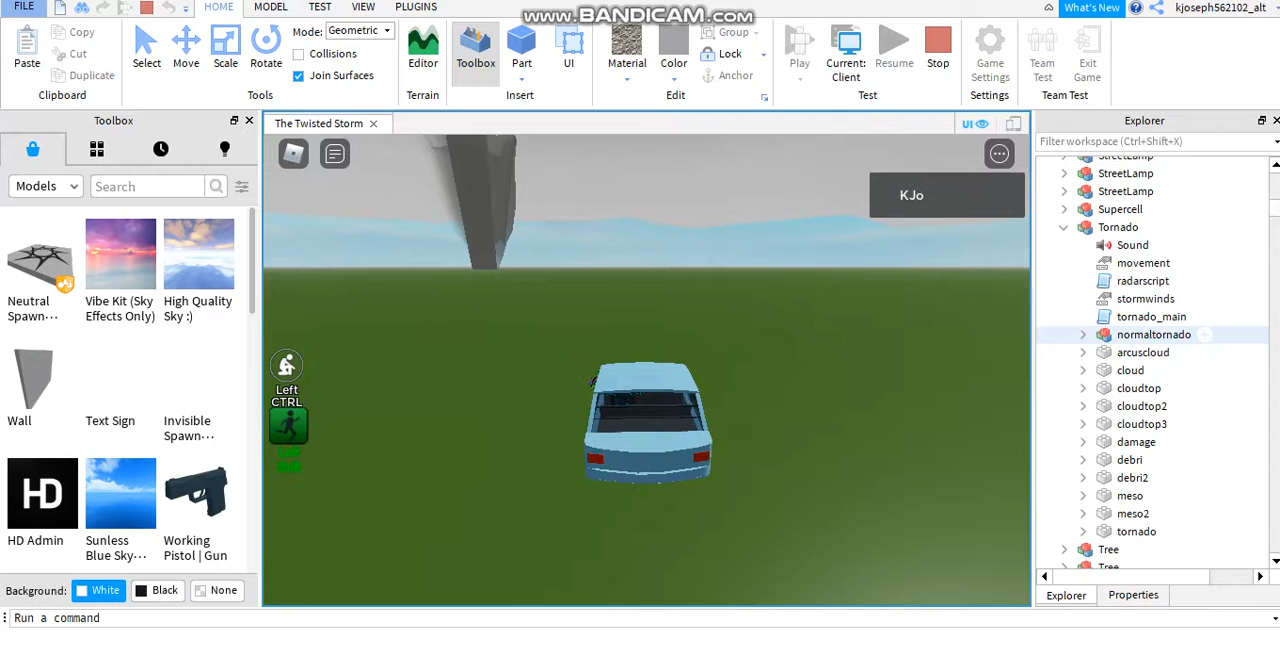 FILE HOME MODEL TEST VIEW PLUGINS What's New kjoseph562102_alt
www.BANDICAM.com
Paste Copy Cut Duplicate Clipboard
Select Move Scale Rotate Mode: Geometric Collisions Join Surfaces Tools
Editor Terrain
Toolbox Part UI Insert
Material Color Group Lock Anchor Edit
Play Current: Client Resume Stop Test
Game Settings Settings
Team Test Exit Game Team Test
Toolbox
Models Search
Neutral Spawn...
Vibe Kit (Sky Effects Only)
High Quality Sky :)
Wall
Text Sign
Invisible Spawn...
HD
HD Admin
Sunless Blue Sky...
Working Pistol | Gun
Background: White Black None
Run a command
The Twisted Storm
UI
KJo
Left
CTRL
Left
Shift
Explorer
Filter workspace (Ctrl+Shift+X)
StreetLamp
StreetLamp
StreetLamp
Supercell
Tornado
Sound
movement
radarscript
stormwinds
tornado_main
normaltornado
arcuscloud
cloud
cloudtop
cloudtop2
cloudtop3
damage
debri
debri2
meso
meso2
tornado
Tree
Tree
Explorer Properties